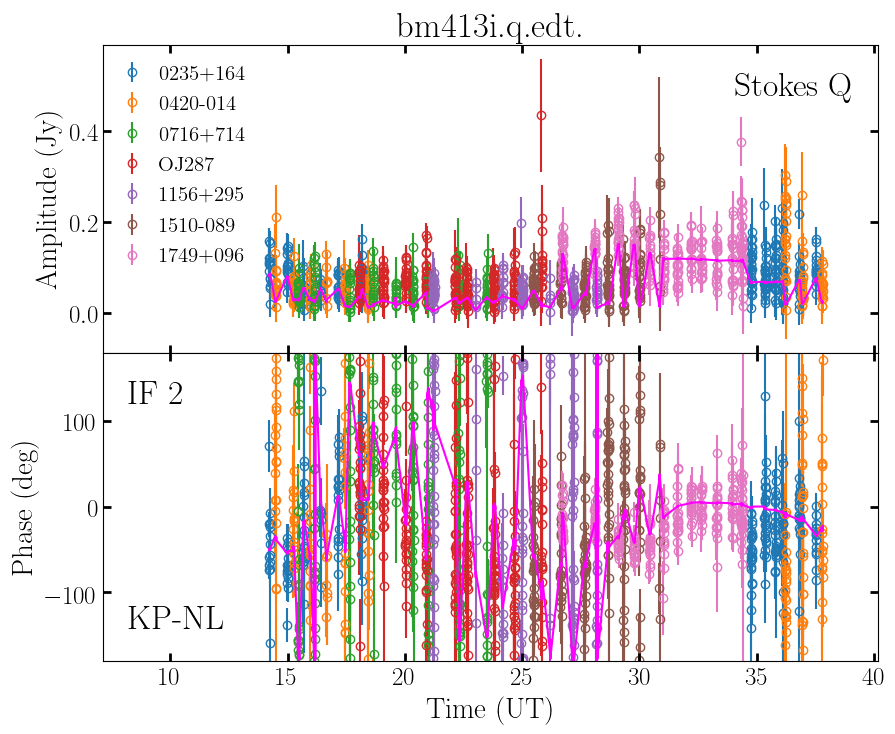 bm413i.q.edt.
Stokes Q
0235+164
0420-014
0716+714
OJ287
1156+295
1510-089
1749+096
Amplitude (Jy)
0.4
0.2
0.0
IF 2
KP-NL
Phase (deg)
100
0
−100
10 15 20 25 30 35 40
Time (UT)